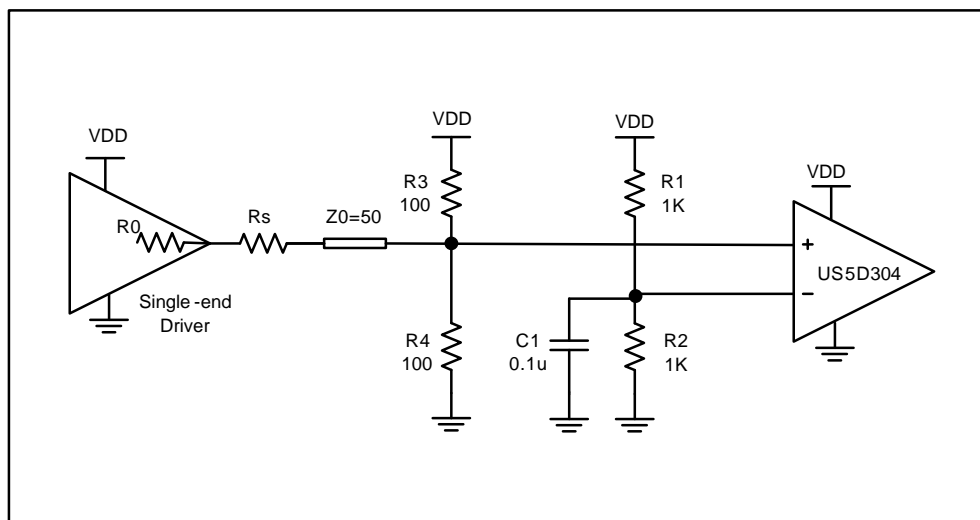 VDD
R0
Rs
Z0=50
Single-end
Driver
VDD
R3
100
R4
100
VDD
R1
1K
C1
0.1u
R2
1K
VDD
+
US5D304
−